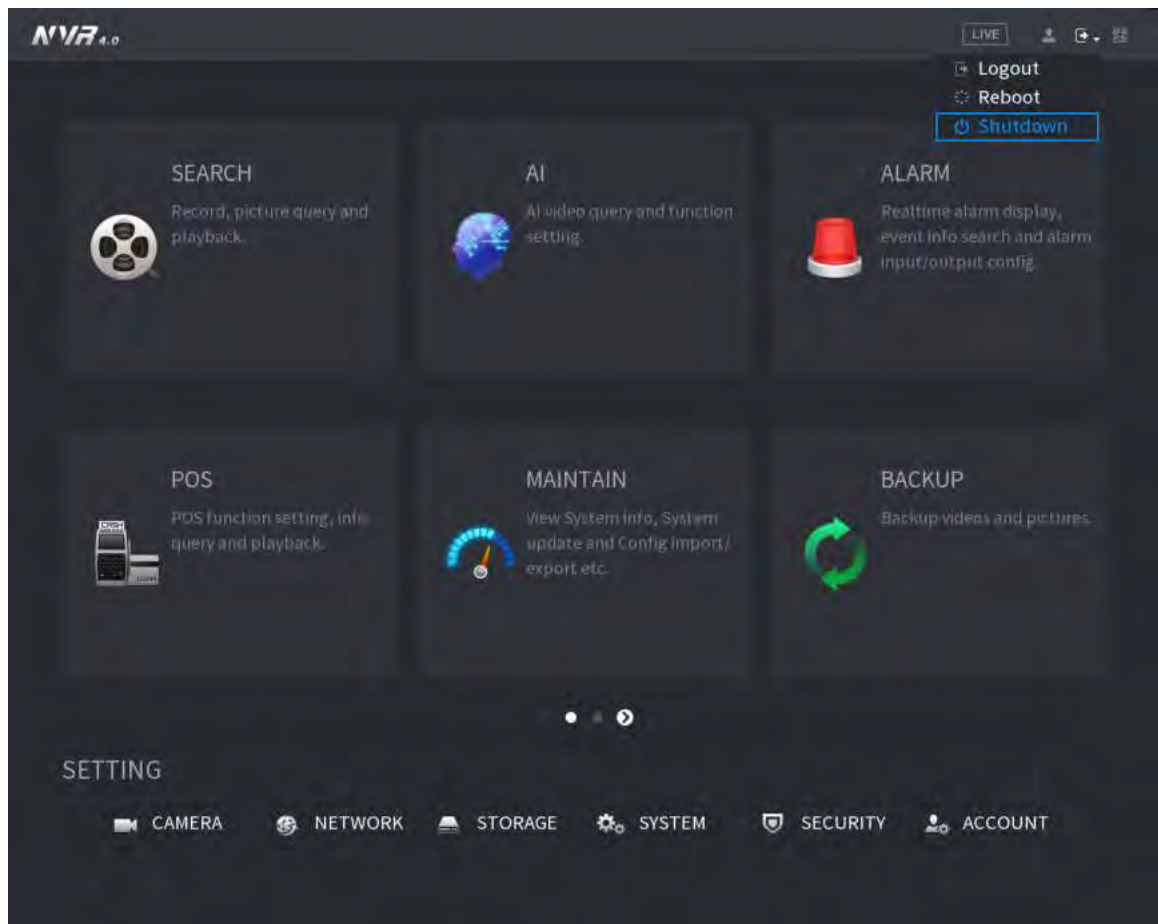 NVR 4.0
LIVE
Logout
Reboot
Shutdown
SEARCH
Record, picture query and
playback.
AI
AI video query and function
setting.
ALARM
Realtime alarm display,
event info search and alarm
input/output config.
POS
POS function setting, info
query and playback.
MAINTAIN
View System info, System
update and Config import/
export etc.
BACKUP
Backup videos and pictures.
SETTING
CAMERA NETWORK STORAGE SYSTEM SECURITY ACCOUNT